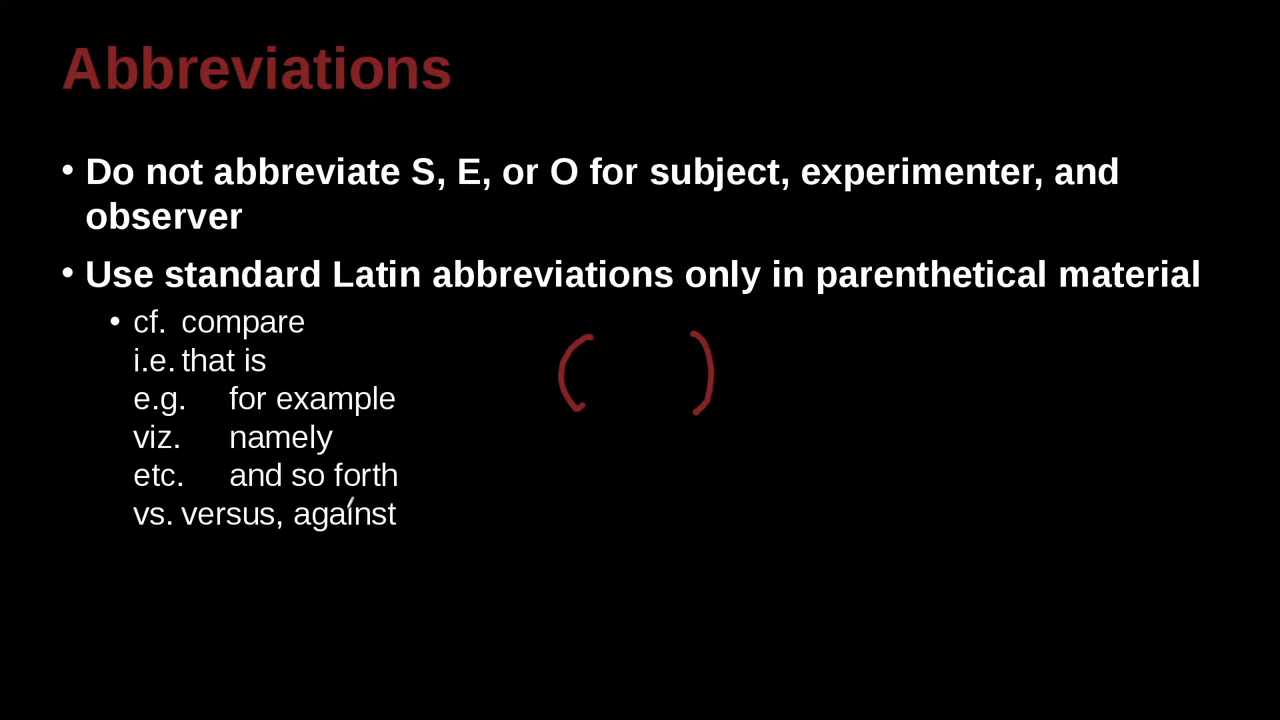 Abbreviations
• Do not abbreviate S, E, or O for subject, experimenter, and
observer
• Use standard Latin abbreviations only in parenthetical material
• cf. compare
i.e. that is
e.g. for example
viz. namely
etc. and so forth
vs. versus, against
( )